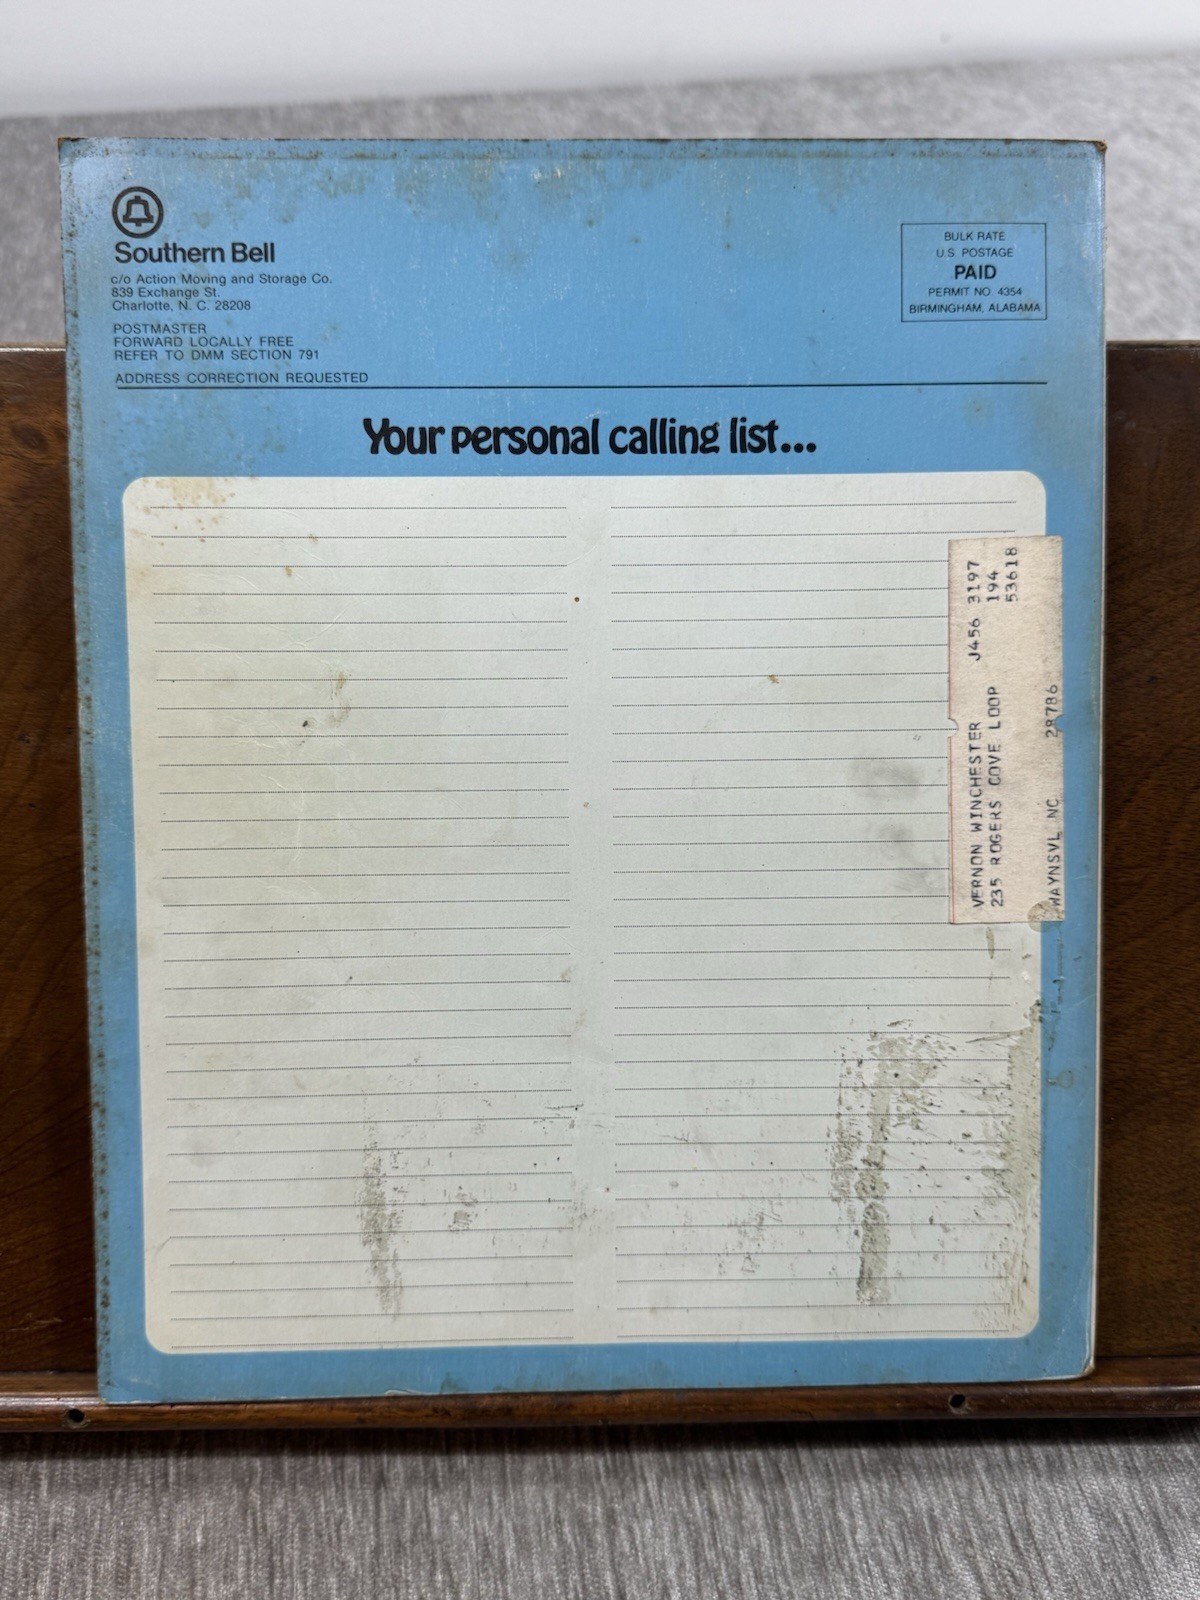 Southern Bell
c/o Action Moving and Storage Co.
839 Exchange St.
Charlotte, N. C. 28208
POSTMASTER
FORWARD LOCALLY FREE
REFER TO DMM SECTION 791
ADDRESS CORRECTION REQUESTED
BULK RATE
U.S. POSTAGE
PAID
PERMIT NO. 4354
BIRMINGHAM, ALABAMA
Your personal calling list...
J456 3197
VERNON WINCHESTER 194
235 ROGERS COVE LOOP 53618
WAYNSVL NC 28786